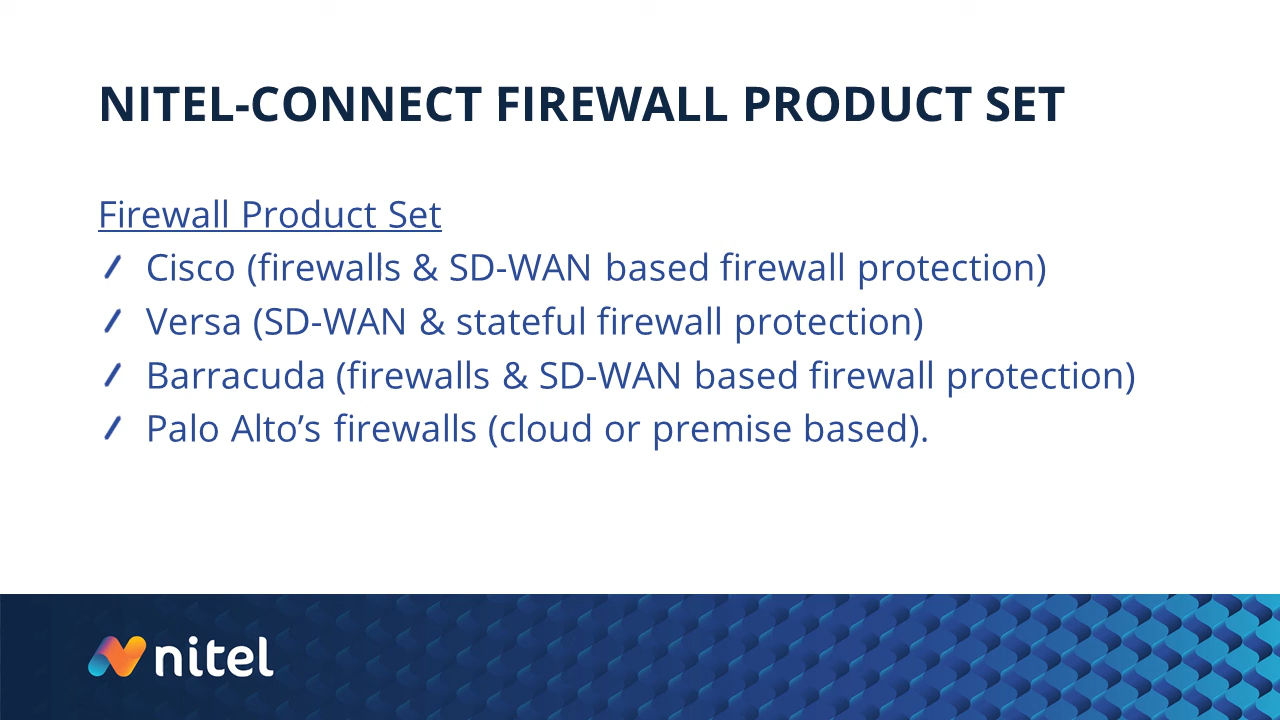 NITEL-CONNECT FIREWALL PRODUCT SET
Firewall Product Set
Cisco (firewalls & SD-WAN based firewall protection)
Versa (SD-WAN & stateful firewall protection)
Barracuda (firewalls & SD-WAN based firewall protection)
Palo Alto’s firewalls (cloud or premise based).
nitel